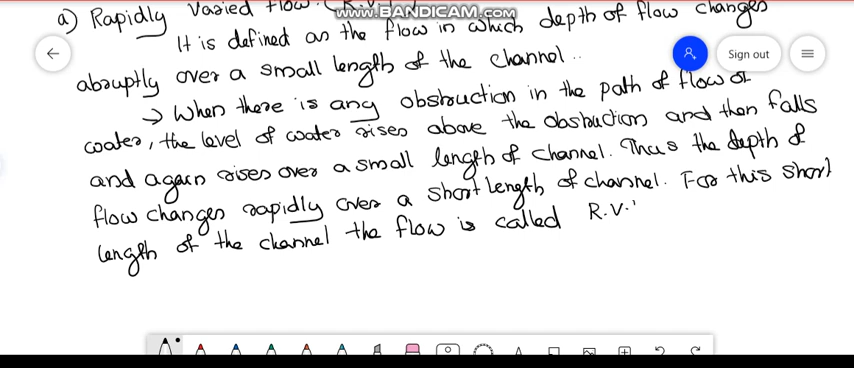 www.BANDICAM.com
a) Rapidly Varied Flow (R.V.F)
It is defined as the flow in which depth of flow changes
abruptly over a small length of the channel..
→ When there is any obstruction in the path of flow of
water, the level of water rises above the obstruction and then falls
and again rises over a small length of channel. Thus the depth of
flow changes rapidly over a short length of channel. For this short
length of the channel the flow is called R.V.
Sign out